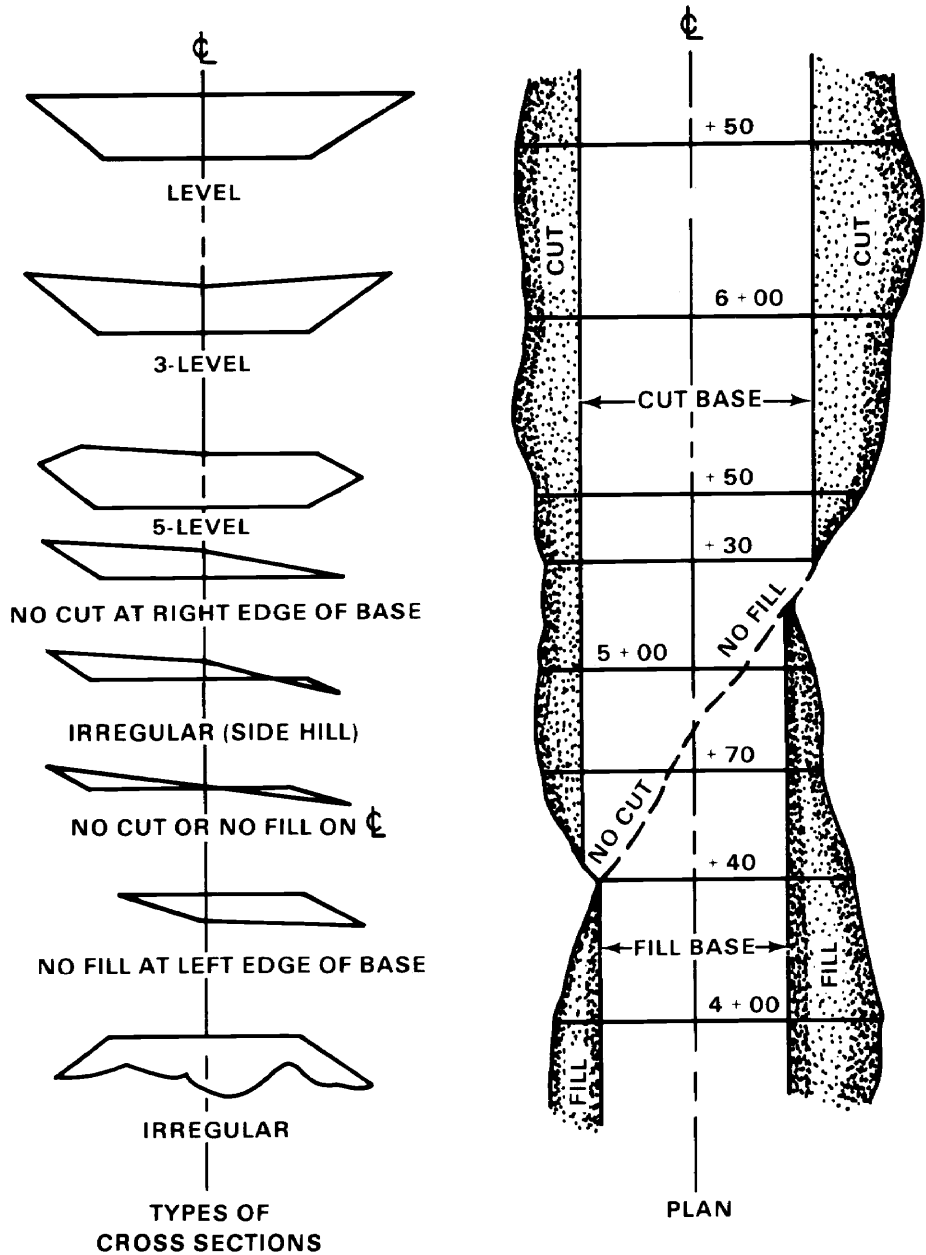 ℄
LEVEL
3-LEVEL
5-LEVEL
NO CUT AT RIGHT EDGE OF BASE
IRREGULAR (SIDE HILL)
NO CUT OR NO FILL ON ℄
NO FILL AT LEFT EDGE OF BASE
IRREGULAR
TYPES OF
CROSS SECTIONS
℄
+ 50
CUT
CUT
6 + 00
CUT BASE
+ 50
+ 30
NO FILL
5 + 00
+ 70
NO CUT
+ 40
FILL BASE
FILL
4 + 00
FILL
PLAN